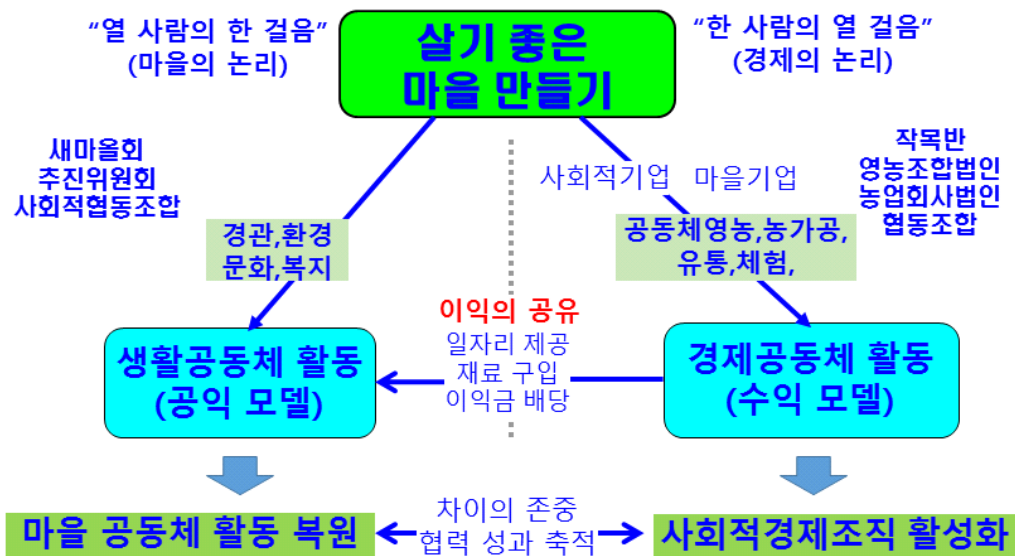 “열 사람의 한 걸음”
(마을의 논리)
살기 좋은
마을 만들기
“한 사람의 열 걸음”
(경제의 논리)
새마을회
추진위원회
사회적협동조합
사회적기업 마을기업
작목반
영농조합법인
농업회사법인
협동조합
경관,환경
문화,복지
공동체영농,농가공,
유통,체험,
이익의 공유
일자리 제공
재료 구입
이익금 배당
생활공동체 활동
(공익 모델)
경제공동체 활동
(수익 모델)
마을 공동체 활동 복원
차이의 존중
협력 성과 축적
사회적경제조직 활성화